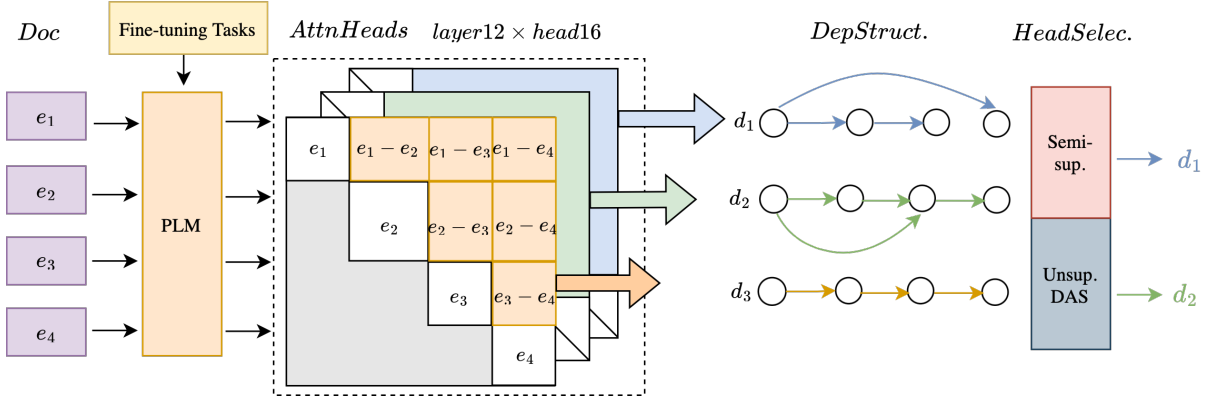 Doc
Fine-tuning Tasks
AttnHeads layer12 × head16
DepStruct.
HeadSelec.
e₁
e₂
e₃
e₄
PLM
e₁ e₁ − e₂ e₁ − e₃ e₁ − e₄
e₂ e₂ − e₃ e₂ − e₄
e₃ e₃ − e₄
e₄
d₁
d₂
d₃
Semi-
sup.
Unsup.
DAS
d₁
d₂